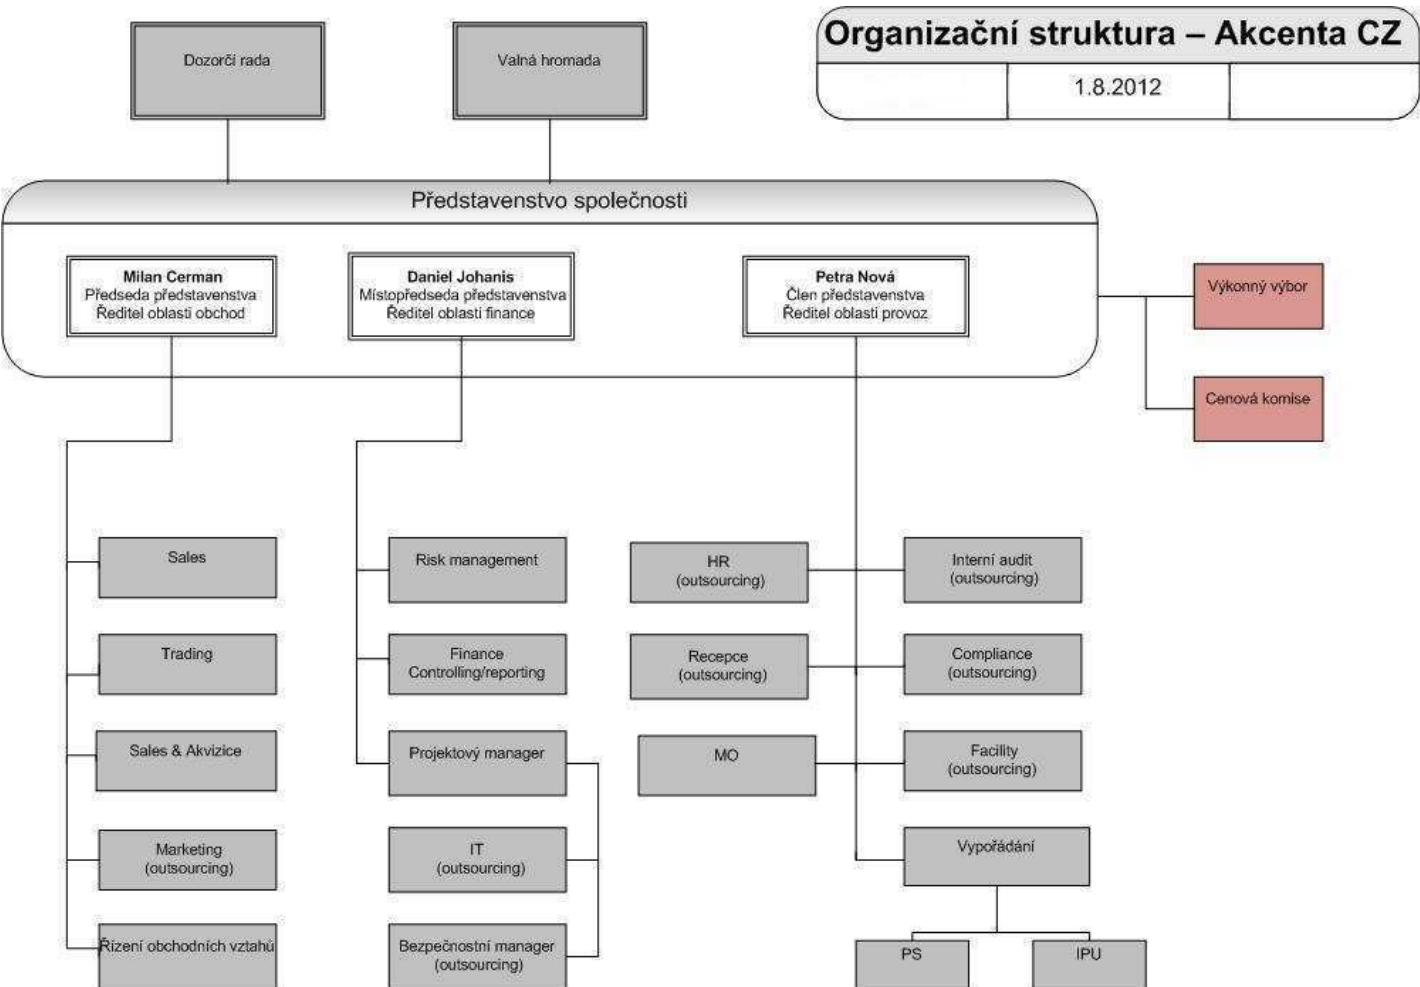 Organizační struktura – Akcenta CZ
1.8.2012
Dozorčí rada
Valná hromada
Představenstvo společnosti
Milan Cerman
Předseda představenstva
Ředitel oblasti obchod
Daniel Johanis
Místopředseda představenstva
Ředitel oblasti finance
Petra Nová
Člen představenstva
Ředitel oblasti provoz
Výkonný výbor
Cenová komise
Sales
Trading
Sales & Akvizice
Marketing
(outsourcing)
Řízení obchodních vztahů
Risk management
Finance
Controlling/reporting
Projektový manager
IT
(outsourcing)
Bezpečnostní manager
(outsourcing)
HR
(outsourcing)
Recepce
(outsourcing)
MO
Interní audit
(outsourcing)
Compliance
(outsourcing)
Facility
(outsourcing)
Vypořádání
PS
IPU